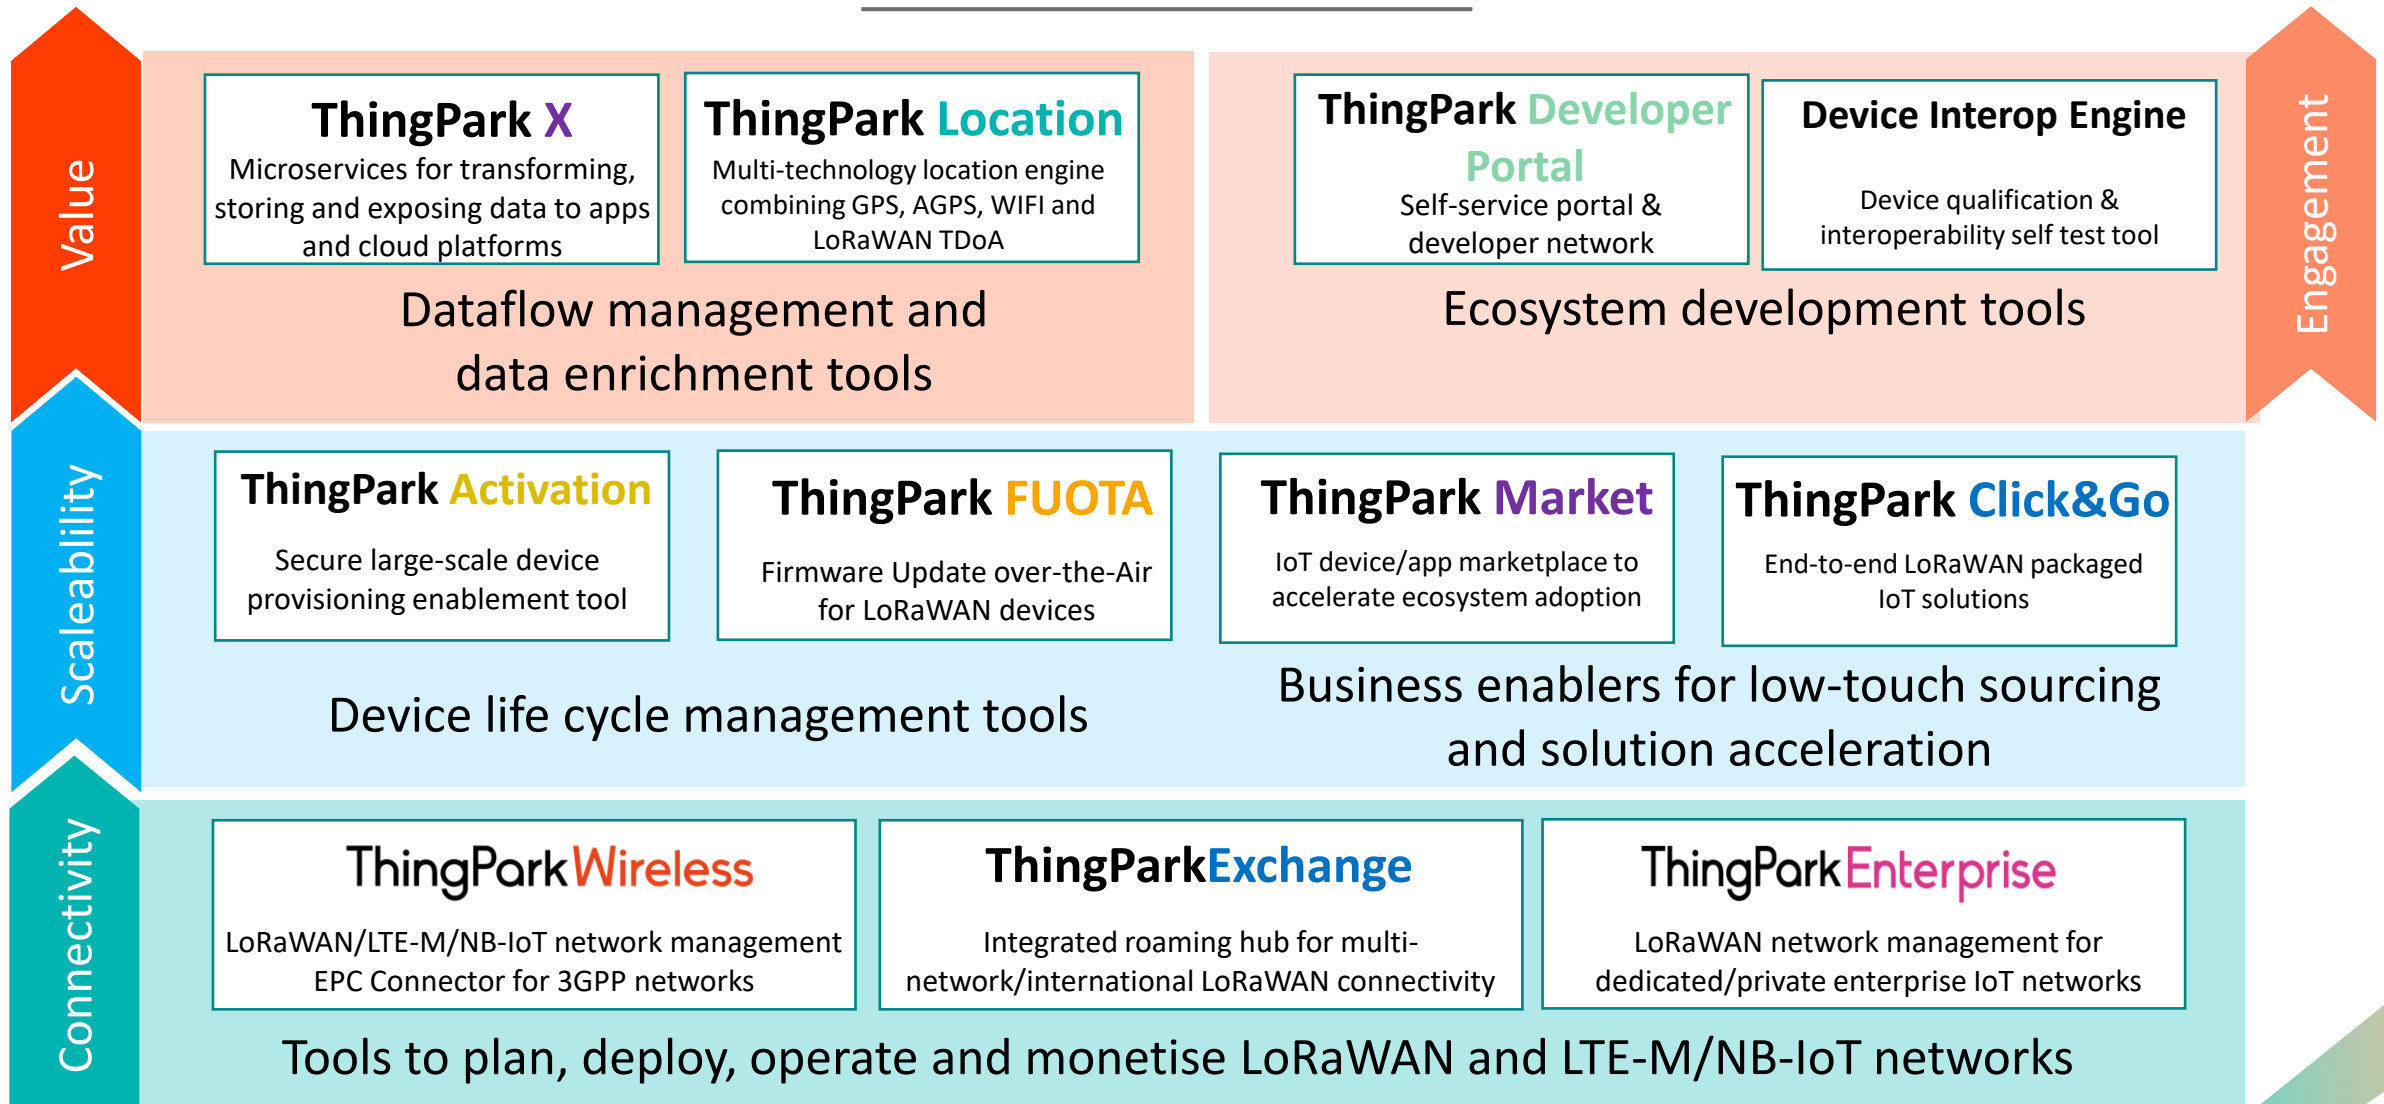 Value
ThingPark X
Microservices for transforming,
storing and exposing data to apps
and cloud platforms
ThingPark Location
Multi-technology location engine
combining GPS, AGPS, WIFI and
LoRaWAN TDoA
Dataflow management and
data enrichment tools
ThingPark Developer
Portal
Self-service portal &
developer network
Device Interop Engine
Device qualification &
interoperability self test tool
Ecosystem development tools
Engagement
Scaleability
ThingPark Activation
Secure large-scale device
provisioning enablement tool
ThingPark FUOTA
Firmware Update over-the-Air
for LoRaWAN devices
Device life cycle management tools
ThingPark Market
IoT device/app marketplace to
accelerate ecosystem adoption
ThingPark Click&Go
End-to-end LoRaWAN packaged
IoT solutions
Business enablers for low-touch sourcing
and solution acceleration
Connectivity
ThingPark Wireless
LoRaWAN/LTE-M/NB-IoT network management
EPC Connector for 3GPP networks
ThingParkExchange
Integrated roaming hub for multi-
network/international LoRaWAN connectivity
ThingPark Enterprise
LoRaWAN network management for
dedicated/private enterprise IoT networks
Tools to plan, deploy, operate and monetise LoRaWAN and LTE-M/NB-IoT networks